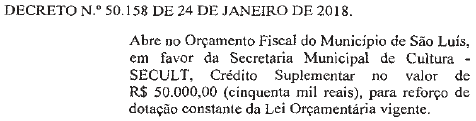 DECRETO N.º 50.158 DE 24 DE JANEIRO DE 2018.
Abre no Orçamento Fiscal do Município de São Luís,
em favor da Secretaria Municipal de Cultura -
SECULT, Crédito Suplementar no valor de
R$ 50.000,00 (cinquenta mil reais), para reforço de
dotação constante da Lei Orçamentária vigente.